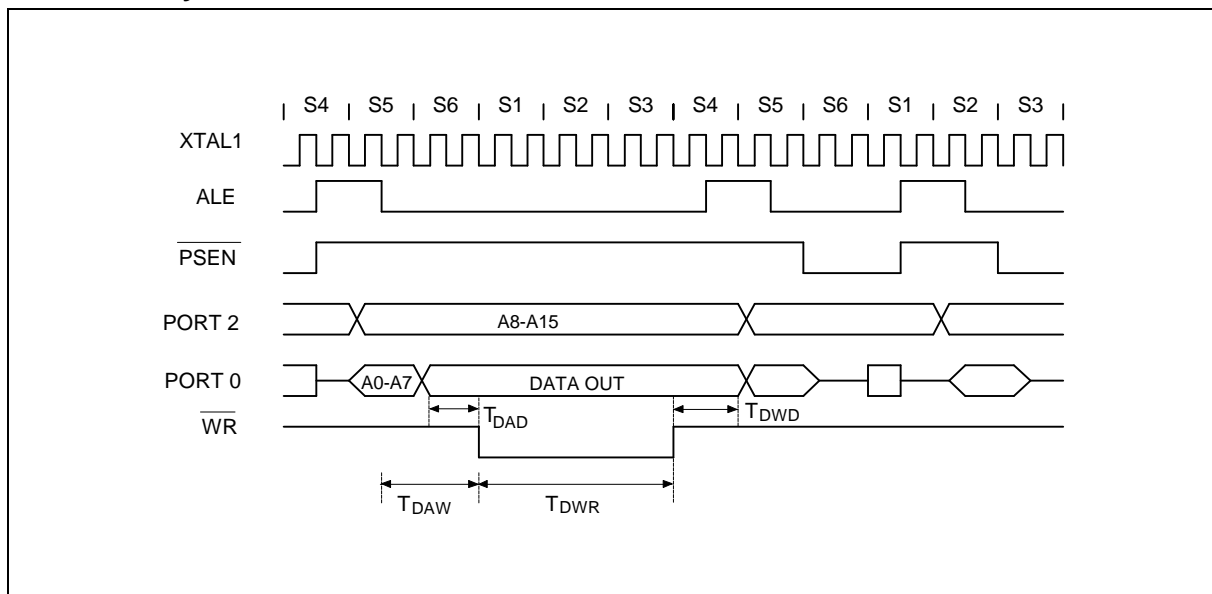 S4 S5 S6 S1 S2 S3 S4 S5 S6 S1 S2 S3
XTAL1
ALE
PSEN
PORT 2
A8-A15
PORT 0
A0-A7
DATA OUT
TDAD
TDWD
WR
TDAW
TDWR